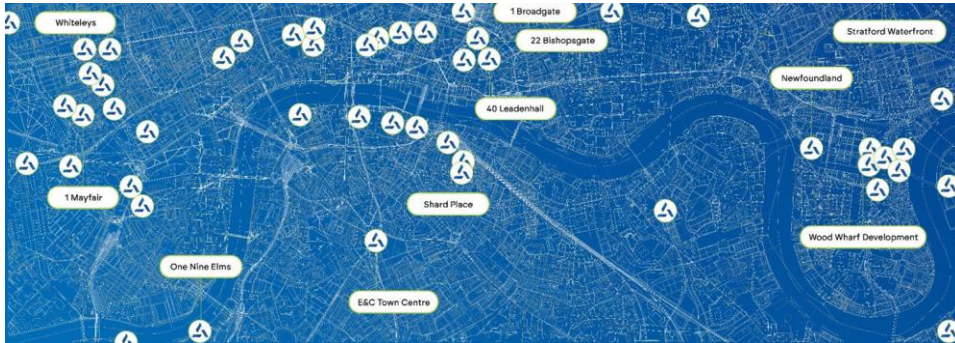 1 Broadgate
Whiteleys
Stratford Waterfront
22 Bishopsgate
Newfoundland
40 Leadenhall
1 Mayfair
Shard Place
Wood Wharf Development
One Nine Elms
E&C Town Centre